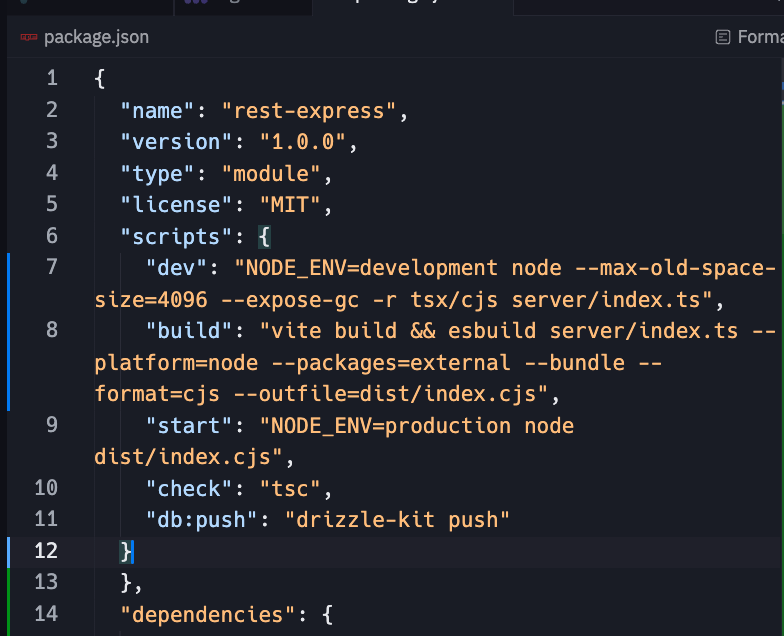 package.json
Forma
1 {
2 "name": "rest-express",
3 "version": "1.0.0",
4 "type": "module",
5 "license": "MIT",
6 "scripts": {
7 "dev": "NODE_ENV=development node --max-old-space-
size=4096 --expose-gc -r tsx/cjs server/index.ts",
8 "build": "vite build && esbuild server/index.ts --
platform=node --packages=external --bundle --
format=cjs --outfile=dist/index.cjs",
9 "start": "NODE_ENV=production node
dist/index.cjs",
10 "check": "tsc",
11 "db:push": "drizzle-kit push"
12 }
13 },
14 "dependencies": {